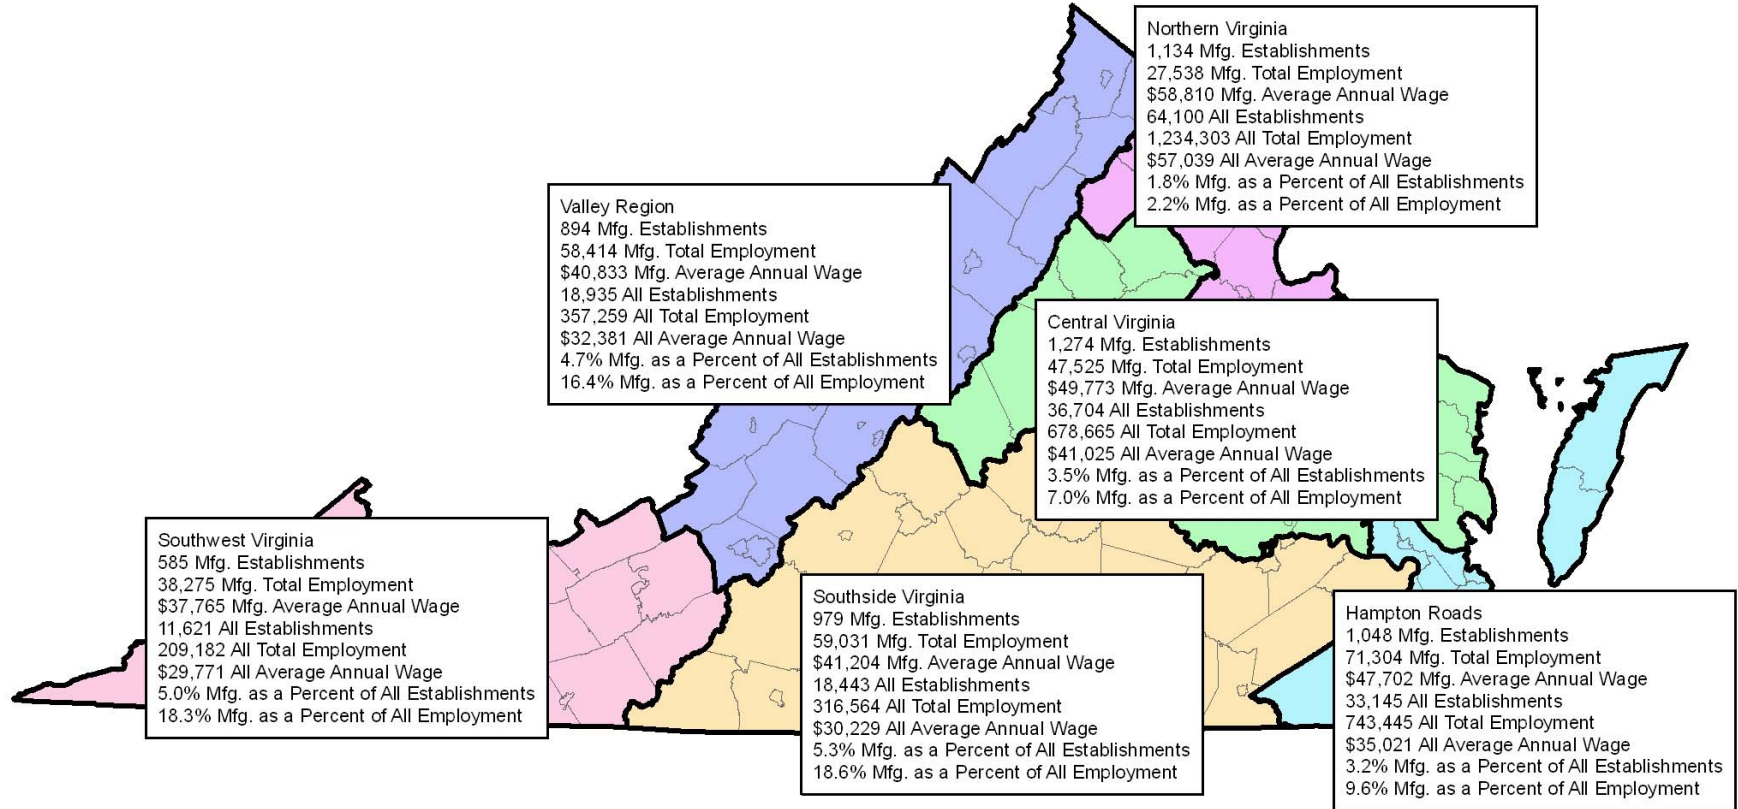 Northern Virginia
1,134 Mfg. Establishments
27,538 Mfg. Total Employment
$58,810 Mfg. Average Annual Wage
64,100 All Establishments
1,234,303 All Total Employment
$57,039 All Average Annual Wage
1.8% Mfg. as a Percent of All Establishments
2.2% Mfg. as a Percent of All Employment
Valley Region
894 Mfg. Establishments
58,414 Mfg. Total Employment
$40,833 Mfg. Average Annual Wage
18,935 All Establishments
357,259 All Total Employment
$32,381 All Average Annual Wage
4.7% Mfg. as a Percent of All Establishments
16.4% Mfg. as a Percent of All Employment
Central Virginia
1,274 Mfg. Establishments
47,525 Mfg. Total Employment
$49,773 Mfg. Average Annual Wage
36,704 All Establishments
678,665 All Total Employment
$41,025 All Average Annual Wage
3.5% Mfg. as a Percent of All Establishments
7.0% Mfg. as a Percent of All Employment
Southwest Virginia
585 Mfg. Establishments
38,275 Mfg. Total Employment
$37,765 Mfg. Average Annual Wage
11,621 All Establishments
209,182 All Total Employment
$29,771 All Average Annual Wage
5.0% Mfg. as a Percent of All Establishments
18.3% Mfg. as a Percent of All Employment
Southside Virginia
979 Mfg. Establishments
59,031 Mfg. Total Employment
$41,204 Mfg. Average Annual Wage
18,443 All Establishments
316,564 All Total Employment
$30,229 All Average Annual Wage
5.3% Mfg. as a Percent of All Establishments
18.6% Mfg. as a Percent of All Employment
Hampton Roads
1,048 Mfg. Establishments
71,304 Mfg. Total Employment
$47,702 Mfg. Average Annual Wage
33,145 All Establishments
743,445 All Total Employment
$35,021 All Average Annual Wage
3.2% Mfg. as a Percent of All Establishments
9.6% Mfg. as a Percent of All Employment